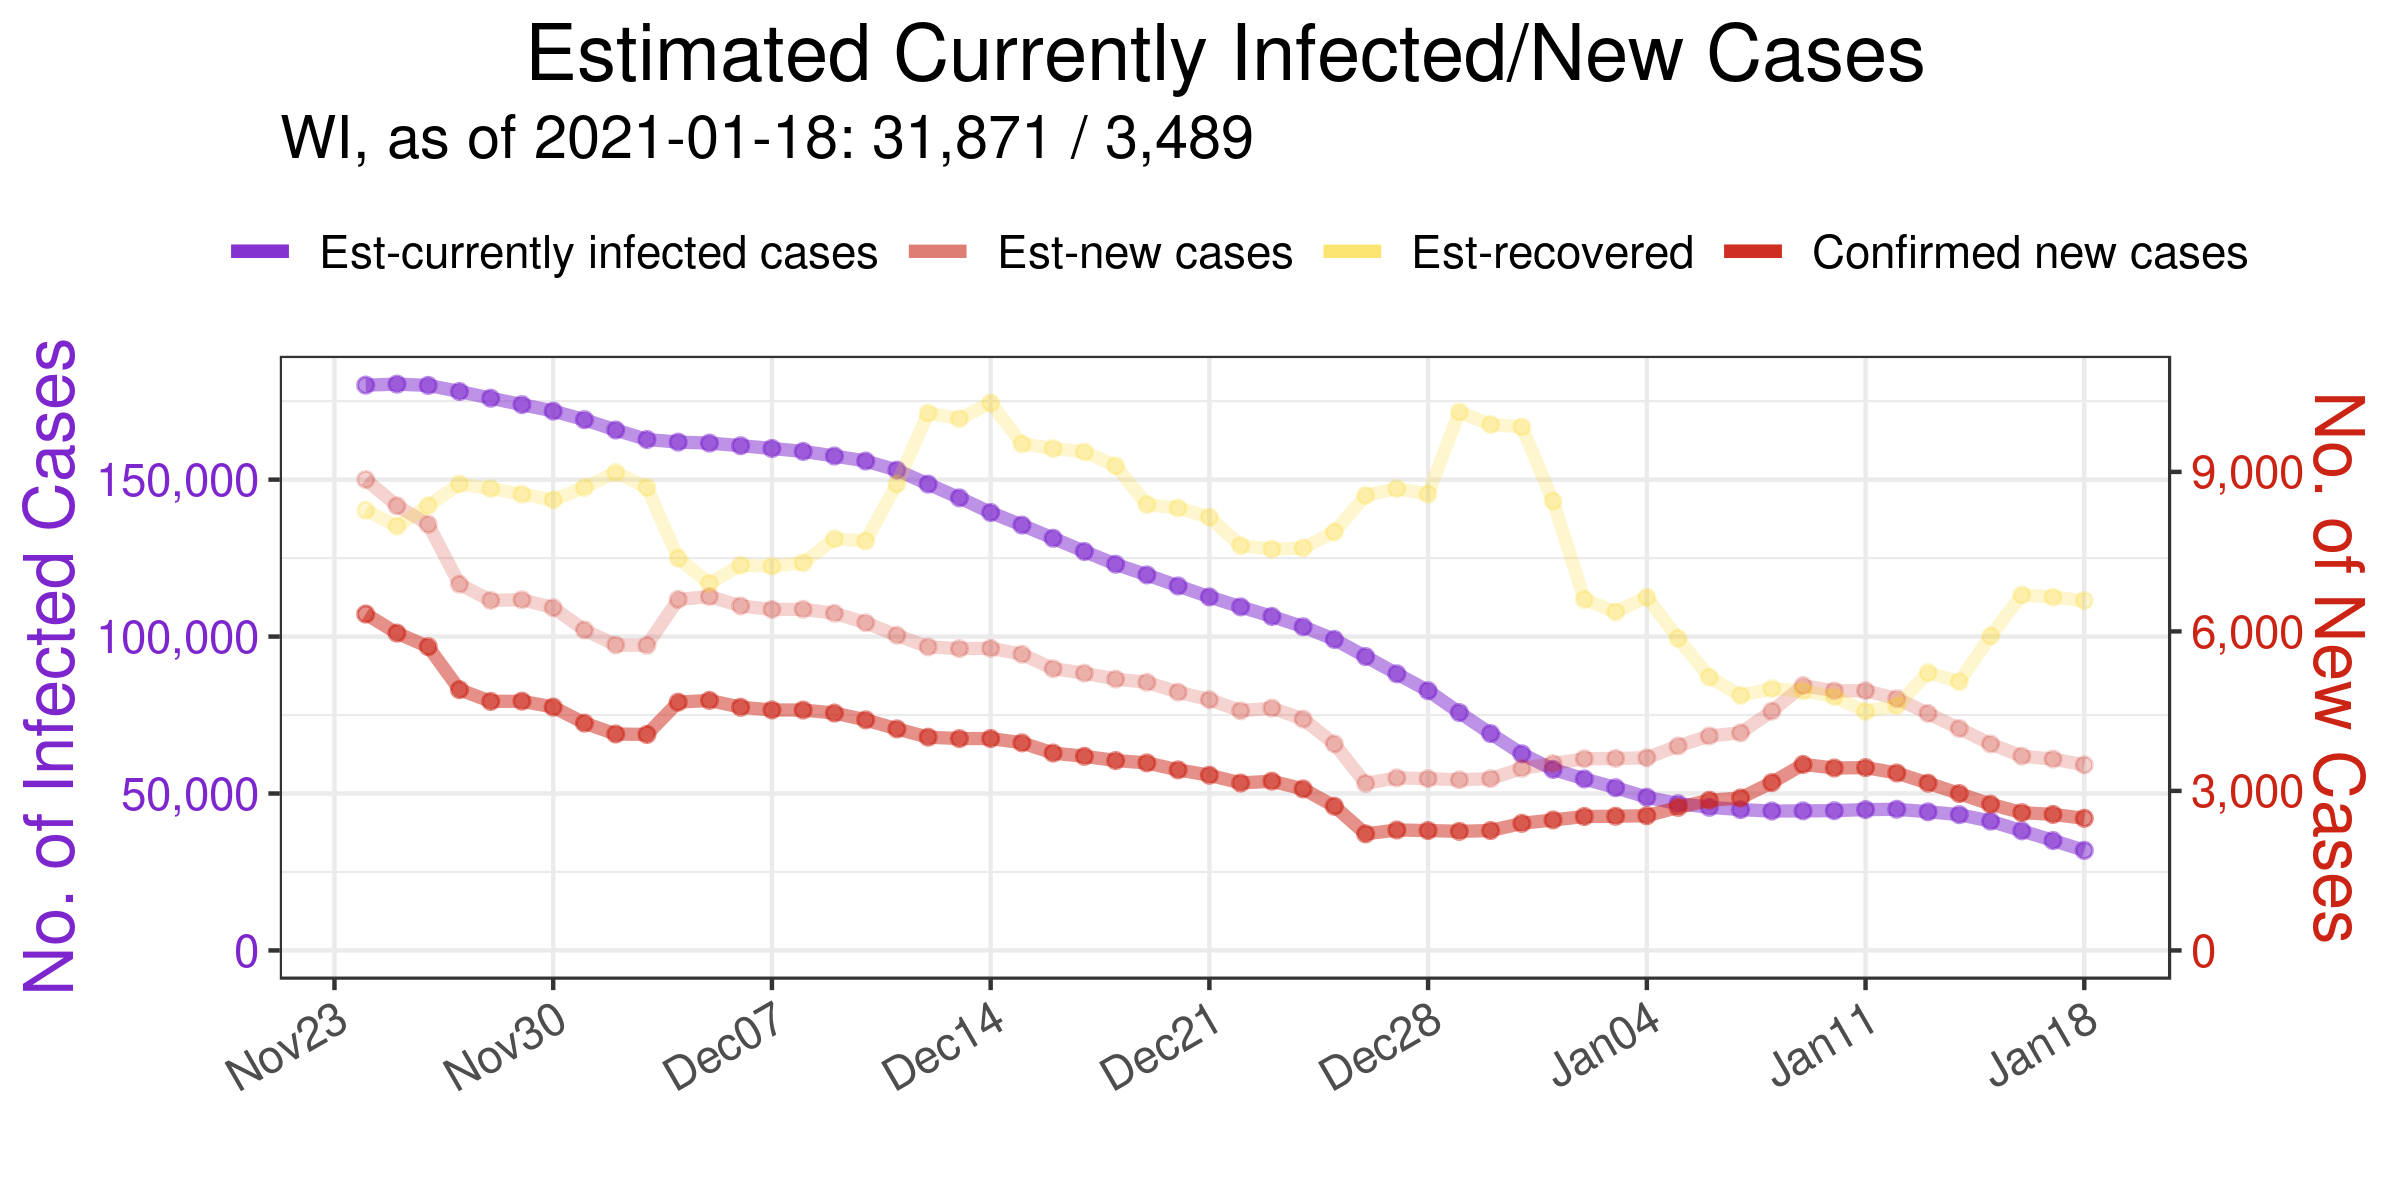 Estimated Currently Infected/New Cases
WI, as of 2021-01-18: 31,871 / 3,489
Est-currently infected cases Est-new cases Est-recovered Confirmed new cases
No. of Infected Cases
150,000
100,000
50,000
0
9,000
6,000
3,000
0
No. of New Cases
Nov23 Nov30 Dec07 Dec14 Dec21 Dec28 Jan04 Jan11 Jan18